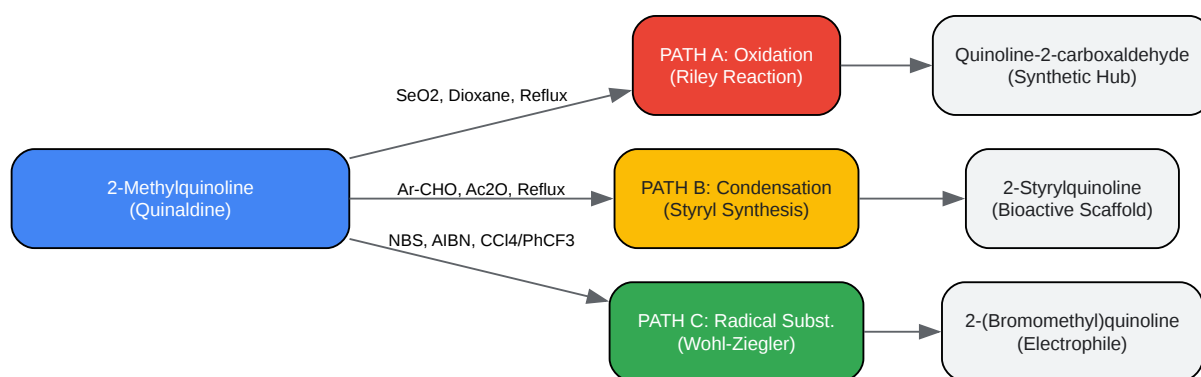 2-Methylquinoline
(Quinaldine)
SeO2, Dioxane, Reflux
PATH A: Oxidation
(Riley Reaction)
Quinoline-2-carboxaldehyde
(Synthetic Hub)
Ar-CHO, Ac2O, Reflux
PATH B: Condensation
(Styryl Synthesis)
2-Styrylquinoline
(Bioactive Scaffold)
NBS, AIBN, CCl4/PhCF3
PATH C: Radical Subst.
(Wohl-Ziegler)
2-(Bromomethyl)quinoline
(Electrophile)